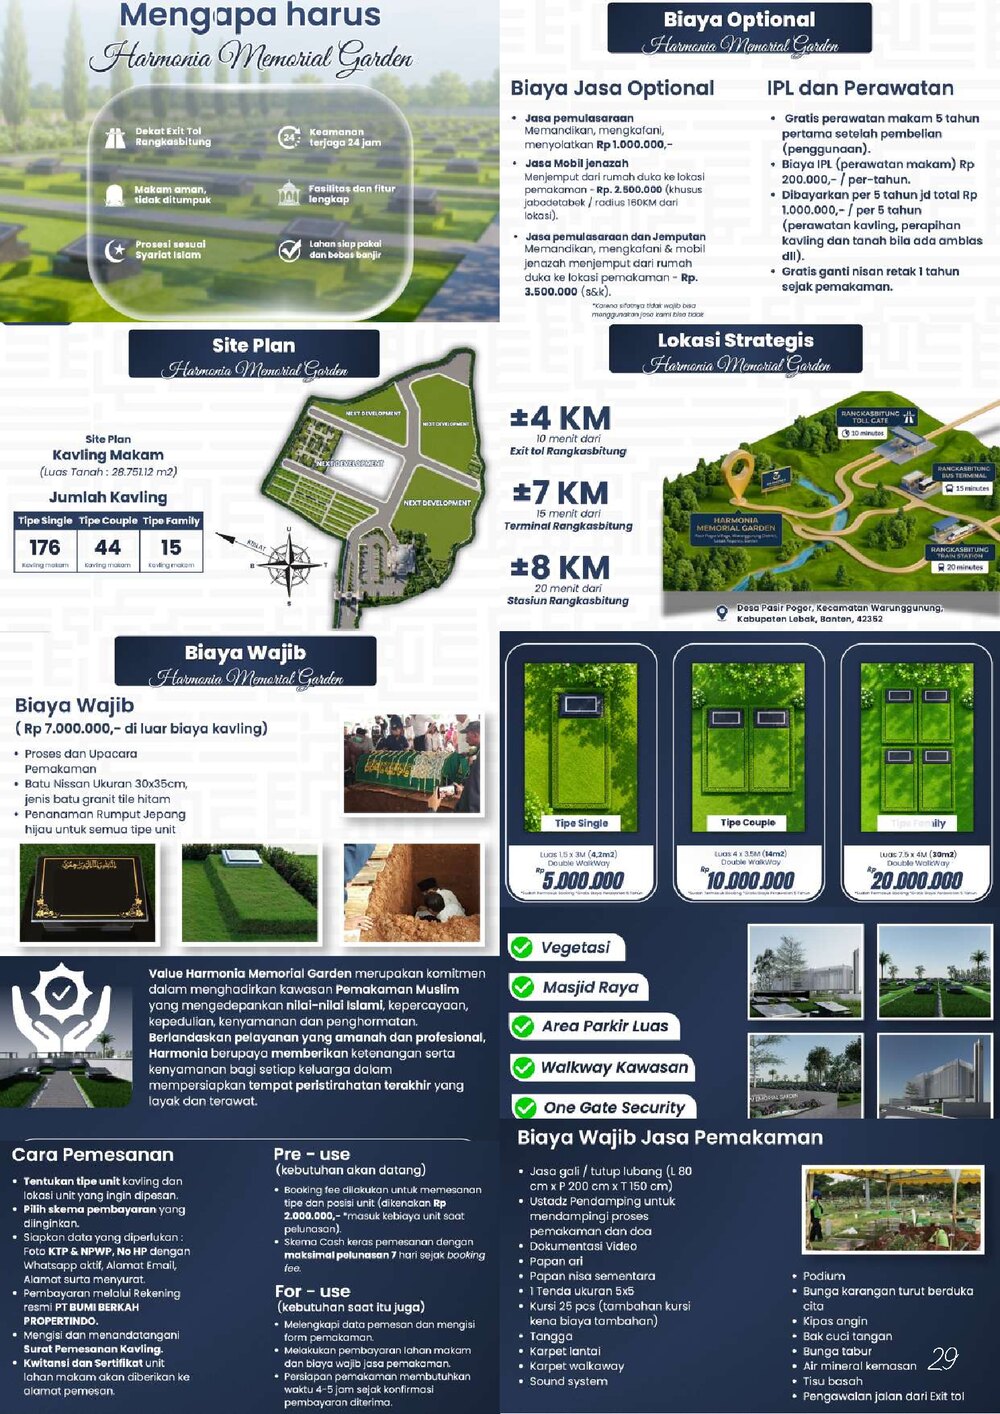 Mengapa harus
Harmonia Memorial Garden
Dekat Exit Tol
Rangkasbitung
24
Keamanan
terjaga 24 jam
Makam aman,
tidak ditumpuk
Fasilitas dan fitur
lengkap
Prosesi sesuai
Syariat Islam
Lahan siap pakai
dan bebas banjir
Biaya Optional
Harmonia Memorial Garden
Biaya Jasa Optional
• Jasa pemulasaraan
Memandikan, mengkafani,
menyolatkan Rp 1.000.000,-
• Jasa Mobil jenazah
Menjemput dari rumah duka ke lokasi
pemakaman - Rp. 2.500.000 (khusus
jabodetabek / radius 160KM dari
lokasi).
• Jasa pemulasaraan dan Jemputan
Memandikan, mengkafani & mobil
jenazah menjemput dari rumah
duka ke lokasi pemakaman - Rp.
3.500.000 (s&k).
*Karena sifatnya tidak wajib bisa
menggunakan jasa kami bisa tidak
IPL dan Perawatan
• Gratis perawatan makam 5 tahun
pertama setelah pembelian
(penggunaan).
• Biaya IPL (perawatan makam) Rp
200.000,- / per-tahun.
• Dibayarkan per 5 tahun jd total Rp
1.000.000,- / per 5 tahun
(perawatan kavling, perapihan
kavling dan tanah bila ada amblas
dll).
• Gratis ganti nisan retak 1 tahun
sejak pemakaman.
Site Plan
Harmonia Memorial Garden
Site Plan
Kavling Makam
(Luas Tanah : 28.751.12 m2)
Jumlah Kavling
Tipe Single Tipe Couple Tipe Family
176 44 15
Kavling makam Kavling makam Kavling makam
NEXT DEVELOPMENT
NEXT DEVELOPMENT
NEXT DEVELOPMENT
NEXT DEVELOPMENT
KIBLAT
U
B T
S
Lokasi Strategis
Harmonia Memorial Garden
±4 KM
10 menit dari
Exit tol Rangkasbitung
±7 KM
15 menit dari
Terminal Rangkasbitung
±8 KM
20 menit dari
Stasiun Rangkasbitung
RANGKASBITUNG
TOLL GATE
10 minutes
RANGKASBITUNG
BUS TERMINAL
15 minutes
HARMONIA
MEMORIAL GARDEN
RANGKASBITUNG
TRAIN STATION
20 minutes
Desa Pasir Pogor, Kecamatan Warunggunung,
Kabupaten Lebak, Banten, 42352
Biaya Wajib
Harmonia Memorial Garden
Biaya Wajib
( Rp 7.000.000,- di luar biaya kavling)
• Proses dan Upacara
Pemakaman
• Batu Nissan Ukuran 30x35cm,
jenis batu granit tile hitam
• Penanaman Rumput Jepang
hijau untuk semua tipe unit
Tipe Single
Luas 1.5 x 3M (4,2m2)
Double WalkWay
Rp 5.000.000
Tipe Couple
Luas 4 x 3.5M (14m2)
Double WalkWay
Rp 10.000.000
Tipe Family
Luas 7.5 x 4M (30m2)
Double WalkWay
Rp 20.000.000
Value Harmonia Memorial Garden merupakan komitmen
dalam menghadirkan kawasan Pemakaman Muslim
yang mengedepankan nilai-nilai Islami, kepercayaan,
kepedulian, kenyamanan dan penghormatan.
Berlandaskan pelayanan yang amanah dan profesional,
Harmonia berupaya memberikan ketenangan serta
kenyamanan bagi setiap keluarga dalam
mempersiapkan tempat peristirahatan terakhir yang
layak dan terawat.
Vegetasi
Masjid Raya
Area Parkir Luas
Walkway Kawasan
One Gate Security
MEMORIAL GARDEN
Cara Pemesanan
• Tentukan tipe unit kavling dan
lokasi unit yang ingin dipesan.
• Pilih skema pembayaran yang
diinginkan.
• Siapkan data yang diperlukan :
Foto KTP & NPWP, No HP dengan
Whatsapp aktif, Alamat Email,
Alamat surta menyurat.
• Pembayaran melalui Rekening
resmi PT BUMI BERKAH
PROPERTINDO.
• Mengisi dan menandatangani
Surat Pemesanan Kavling.
• Kwitansi dan Sertifikat unit
lahan makam akan diberikan ke
alamat pemesan.
Pre - use
(kebutuhan akan datang)
• Booking fee dilakukan untuk memesanan
tipe dan posisi unit (dikenakan Rp
2.000.000,- *masuk kebiaya unit saat
pelunasan).
• Skema Cash keras pemesanan dengan
maksimal pelunasan 7 hari sejak booking
fee.
For - use
(kebutuhan saat itu juga)
• Melengkapi data pemesan dan mengisi
form pemakaman.
• Melakukan pembayaran lahan makam
dan biaya wajib jasa pemakaman.
• Persiapan pemakaman membutuhkan
waktu 4-5 jam sejak konfirmasi
pembayaran diterima.
Biaya Wajib Jasa Pemakaman
• Jasa gali / tutup lubang (L 80
cm x P 200 cm x T 150 cm)
• Ustadz Pendamping untuk
mendampingi proses
pemakaman dan doa
• Dokumentasi Video
• Papan ari
• Papan nisa sementara
• 1 Tenda ukuran 5x5
• Kursi 25 pcs (tambahan kursi
kena biaya tambahan)
• Tangga
• Karpet lantai
• Karpet walkaway
• Sound system
• Podium
• Bunga karangan turut berduka
cita
• Kipas angin
• Bak cuci tangan
• Bunga tabur
• Air mineral kemasan
• Tisu basah
• Pengawalan jalan dari Exit tol
29